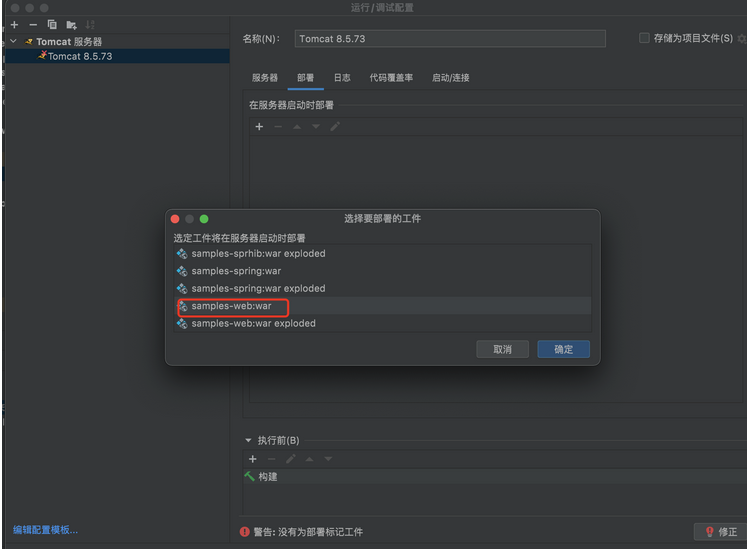 运行/调试配置
Tomcat 服务器
Tomcat 8.5.73
名称(N):
Tomcat 8.5.73
存储为项目文件(S)
服务器 部署 日志 代码覆盖率 启动/连接
在服务器启动时部署
选择要部署的工件
选定工件将在服务器启动时部署
samples-sprhib:war exploded
samples-spring:war
samples-spring:war exploded
samples-web:war
samples-web:war exploded
取消 确定
执行前(B)
构建
编辑配置模板...
警告: 没有为部署标记工件
修正